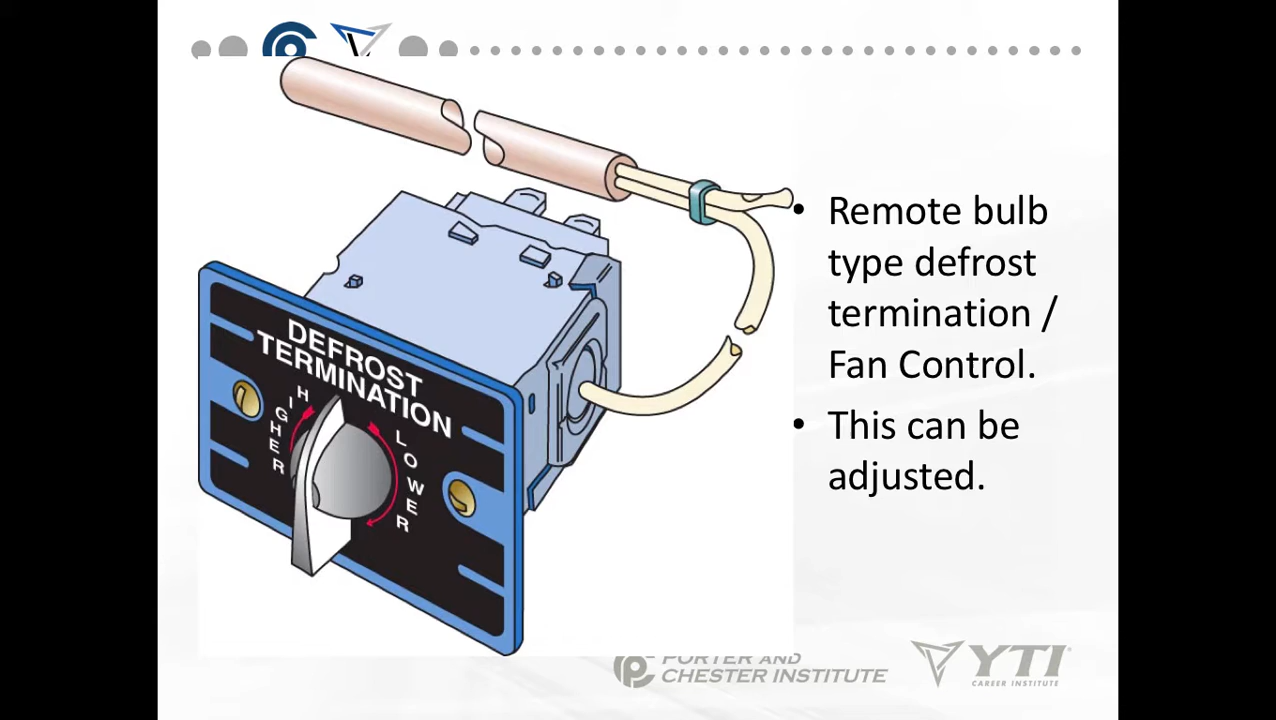 • Remote bulb
type defrost
termination /
Fan Control.
• This can be
adjusted.
DEFROST
TERMINATION
HIGHER
LOWER
PORTER AND
CHESTER INSTITUTE
YTI
CAREER INSTITUTE